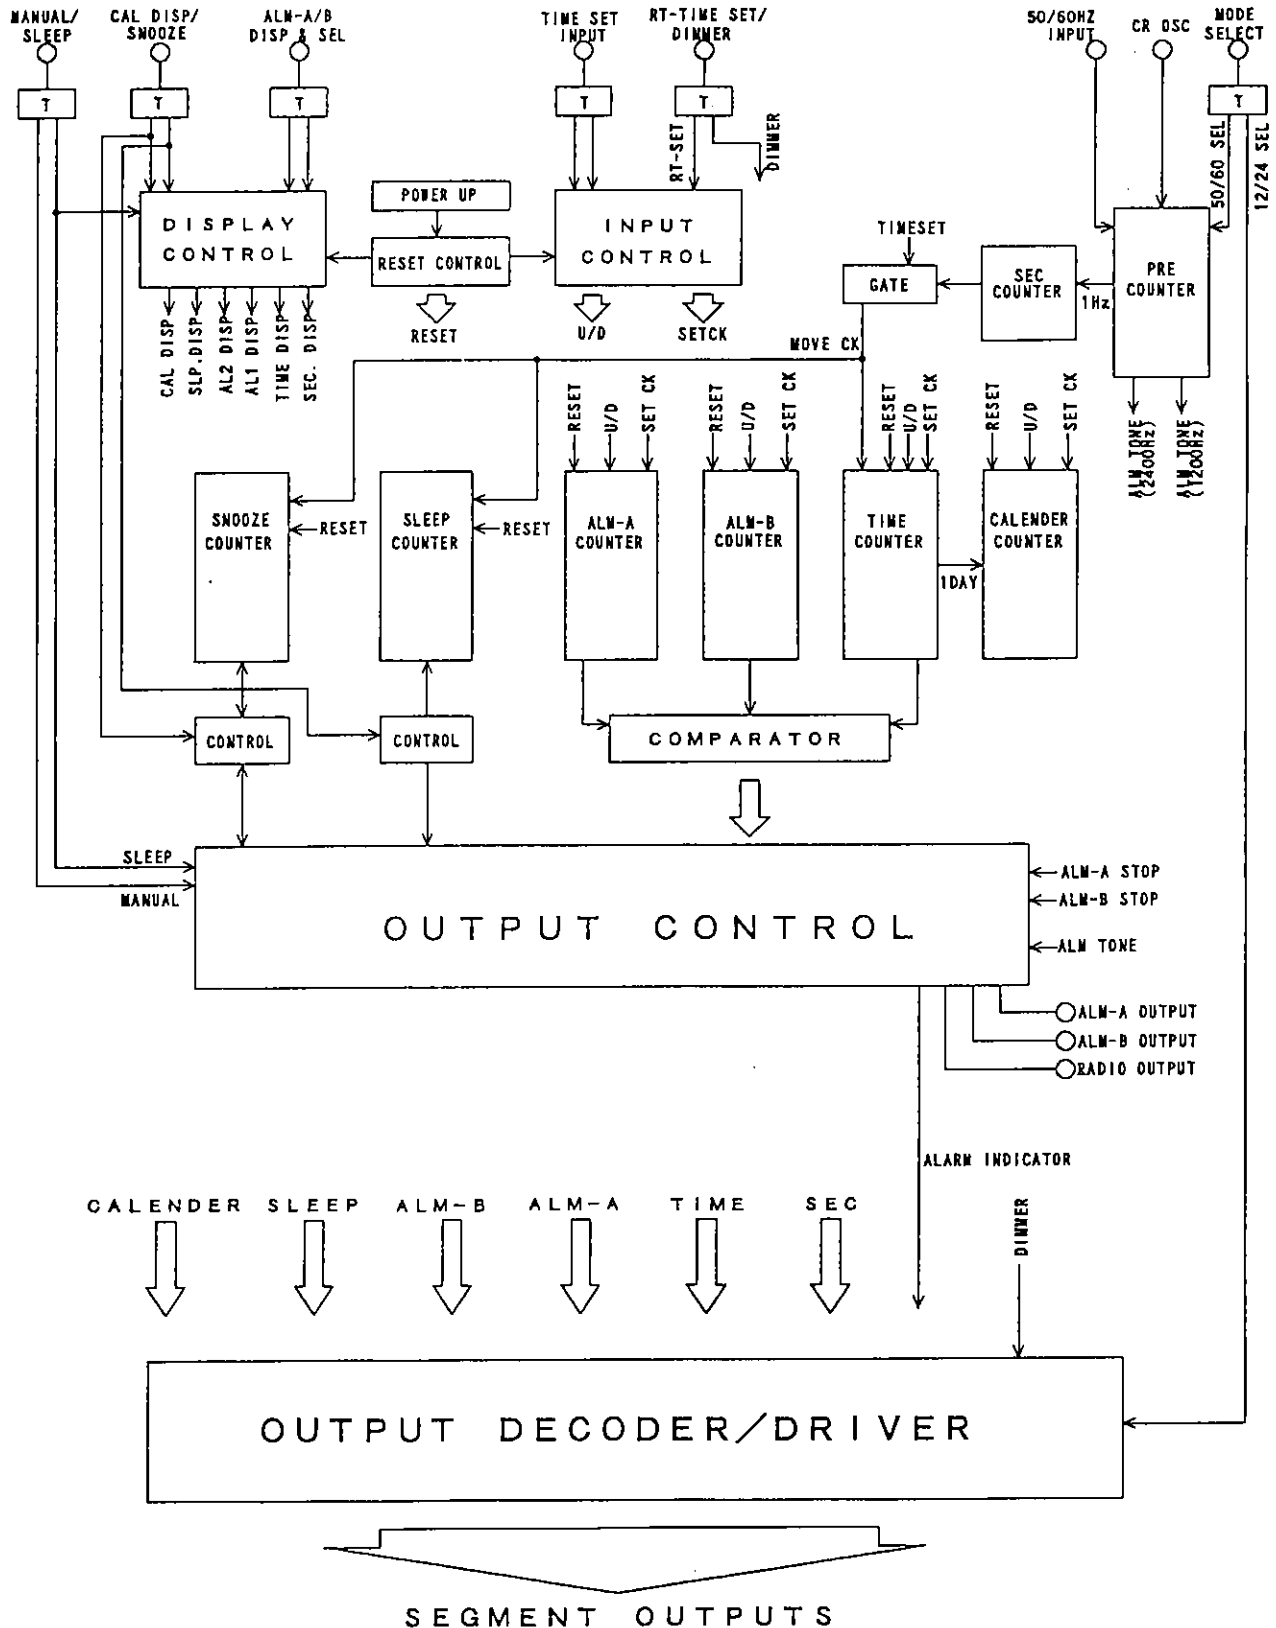 MANUAL/
SLEEP
CAL DISP/
SNOOZE
ALM-A/B
DISP & SEL
TIME SET
INPUT
RT-TIME SET/
DIMMER
50/60HZ
INPUT
CR OSC
MODE
SELECT
T
T
T
T
T
T
RT-SET
DIMMER
50/60 SEL
12/24 SEL
DISPLAY
CONTROL
POWER UP
RESET CONTROL
INPUT
CONTROL
TIMESET
GATE
SEC
COUNTER
1Hz
PRE
COUNTER
CAL DISP
SLP.DISP
AL2 DISP
AL1 DISP
TIME DISP
SEC. DISP
RESET
U/D
SETCK
MOVE CK
ALM TONE
(2400Hz)
ALM TONE
(1200Hz)
RESET
U/D
SET CK
RESET
U/D
SET CK
RESET
U/D
SET CK
RESET
U/D
SET CK
SNOOZE
COUNTER
RESET
SLEEP
COUNTER
RESET
ALM-A
COUNTER
ALM-B
COUNTER
TIME
COUNTER
1DAY
CALENDER
COUNTER
CONTROL
CONTROL
COMPARATOR
SLEEP
MANUAL
OUTPUT CONTROL
ALM-A STOP
ALM-B STOP
ALM TONE
ALM-A OUTPUT
ALM-B OUTPUT
RADIO OUTPUT
ALARM INDICATOR
CALENDER
SLEEP
ALM-B
ALM-A
TIME
SEC
DIMMER
OUTPUT DECODER/DRIVER
SEGMENT OUTPUTS